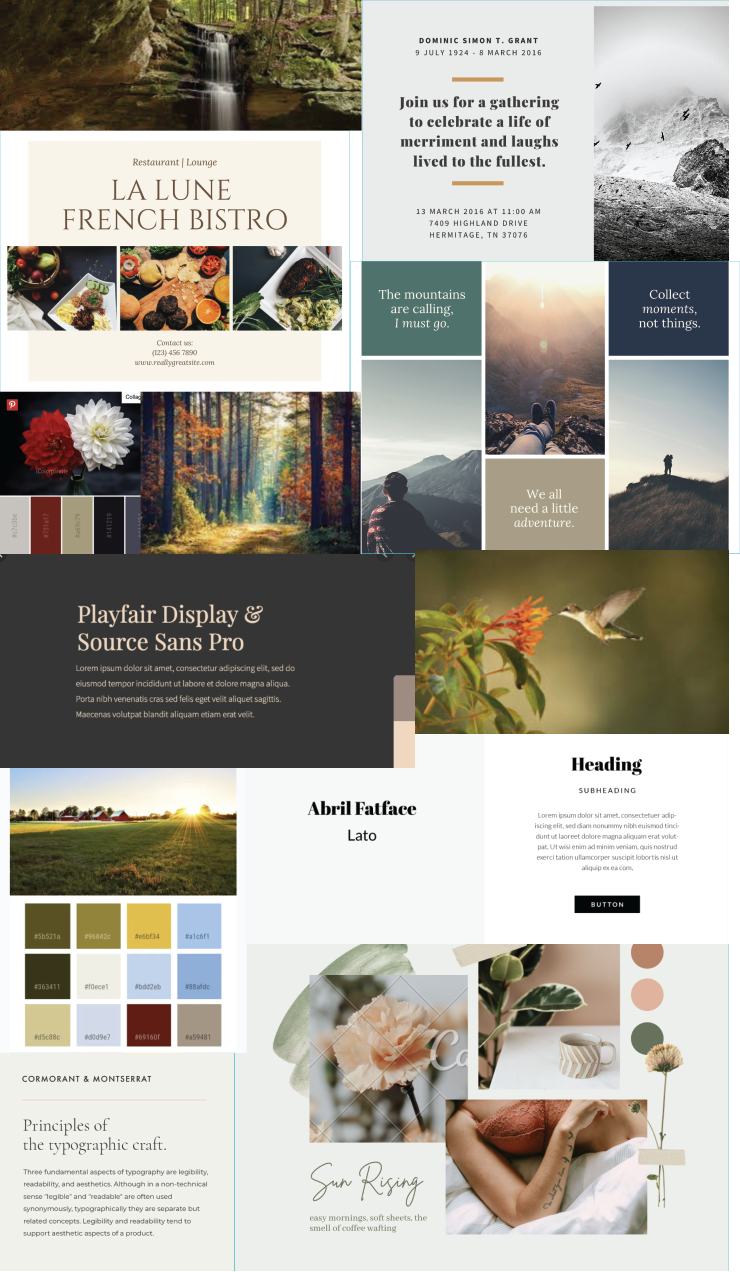 DOMINIC SIMON T. GRANT
9 JULY 1924 - 8 MARCH 2016
Join us for a gathering
to celebrate a life of
merriment and laughs
lived to the fullest.
13 MARCH 2016 AT 11:00 AM
7409 HIGHLAND DRIVE
HERMITAGE, TN 37076
Restaurant | Lounge
LA LUNE
FRENCH BISTRO
Contact us:
(123) 456 7890
www.reallygreatsite.com
The mountains
are calling,
I must go.
Collect
moments,
not things.
We all
need a little
adventure.
Collag
#141219
Playfair Display &
Source Sans Pro
Lorem ipsum dolor sit amet, consectetur adipiscing elit, sed do
eiusmod tempor incididunt ut labore et dolore magna aliqua.
Porta nibh venenatis cras sed felis eget velit aliquet sagittis.
Maecenas volutpat blandit aliquam etiam erat velit.
Abril Fatface
Lato
Heading
SUBHEADING
Lorem ipsum dolor sit amet, consectetuer adip-
iscing elit, sed diam nonummy nibh euismod tinci-
dunt ut laoreet dolore magna aliquam erat volut-
pat. Ut wisi enim ad minim veniam, quis nostrud
exerci tation ullamcorper suscipit lobortis nisl ut
aliquip ex ea com.
BUTTON
#5b521a
#96842c
#e6bf34
#a1c6f1
#363411
#f0ece1
#bdd2eb
#88afdc
#d5c88c
#d0d9e7
#69160f
#a59481
CORMORANT & MONTSERRAT
Principles of
the typographic craft.
Three fundamental aspects of typography are legibility,
readability, and aesthetics. Although in a non-technical
sense "legible" and "readable" are often used
synonymously, typographically they are separate but
related concepts. Legibility and readability tend to
support aesthetic aspects of a product.
Ca
Sun Rising
easy mornings, soft sheets, the
smell of coffee wafting